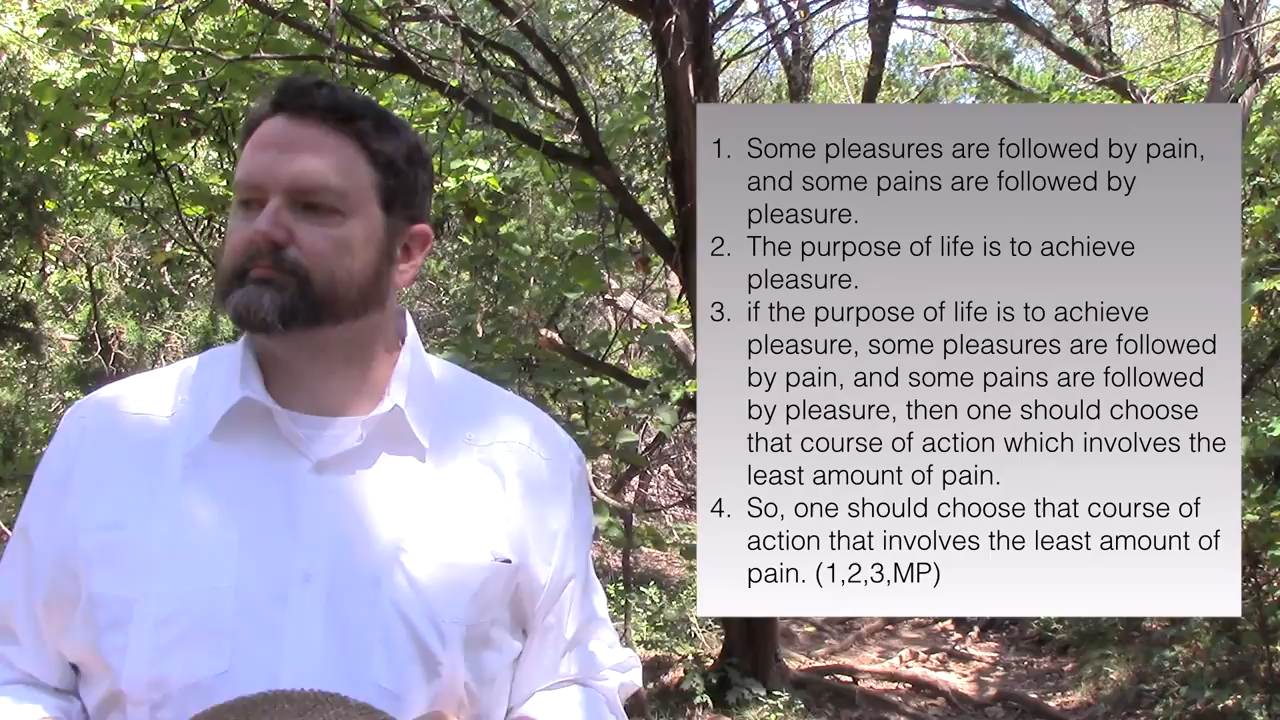 1. Some pleasures are followed by pain,
and some pains are followed by
pleasure.
2. The purpose of life is to achieve
pleasure.
3. if the purpose of life is to achieve
pleasure, some pleasures are followed
by pain, and some pains are followed
by pleasure, then one should choose
that course of action which involves the
least amount of pain.
4. So, one should choose that course of
action that involves the least amount of
pain. (1,2,3,MP)